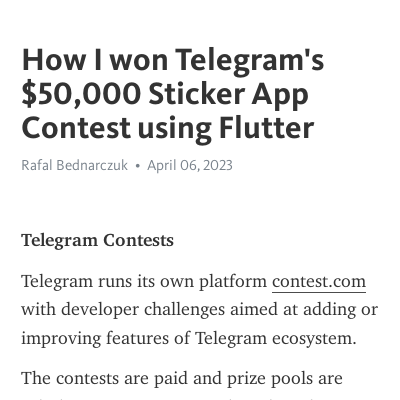 How I won Telegram's
$50,000 Sticker App
Contest using Flutter
Rafal Bednarczuk • April 06, 2023
Telegram Contests
Telegram runs its own platform contest.com
with developer challenges aimed at adding or
improving features of Telegram ecosystem.
The contests are paid and prize pools are